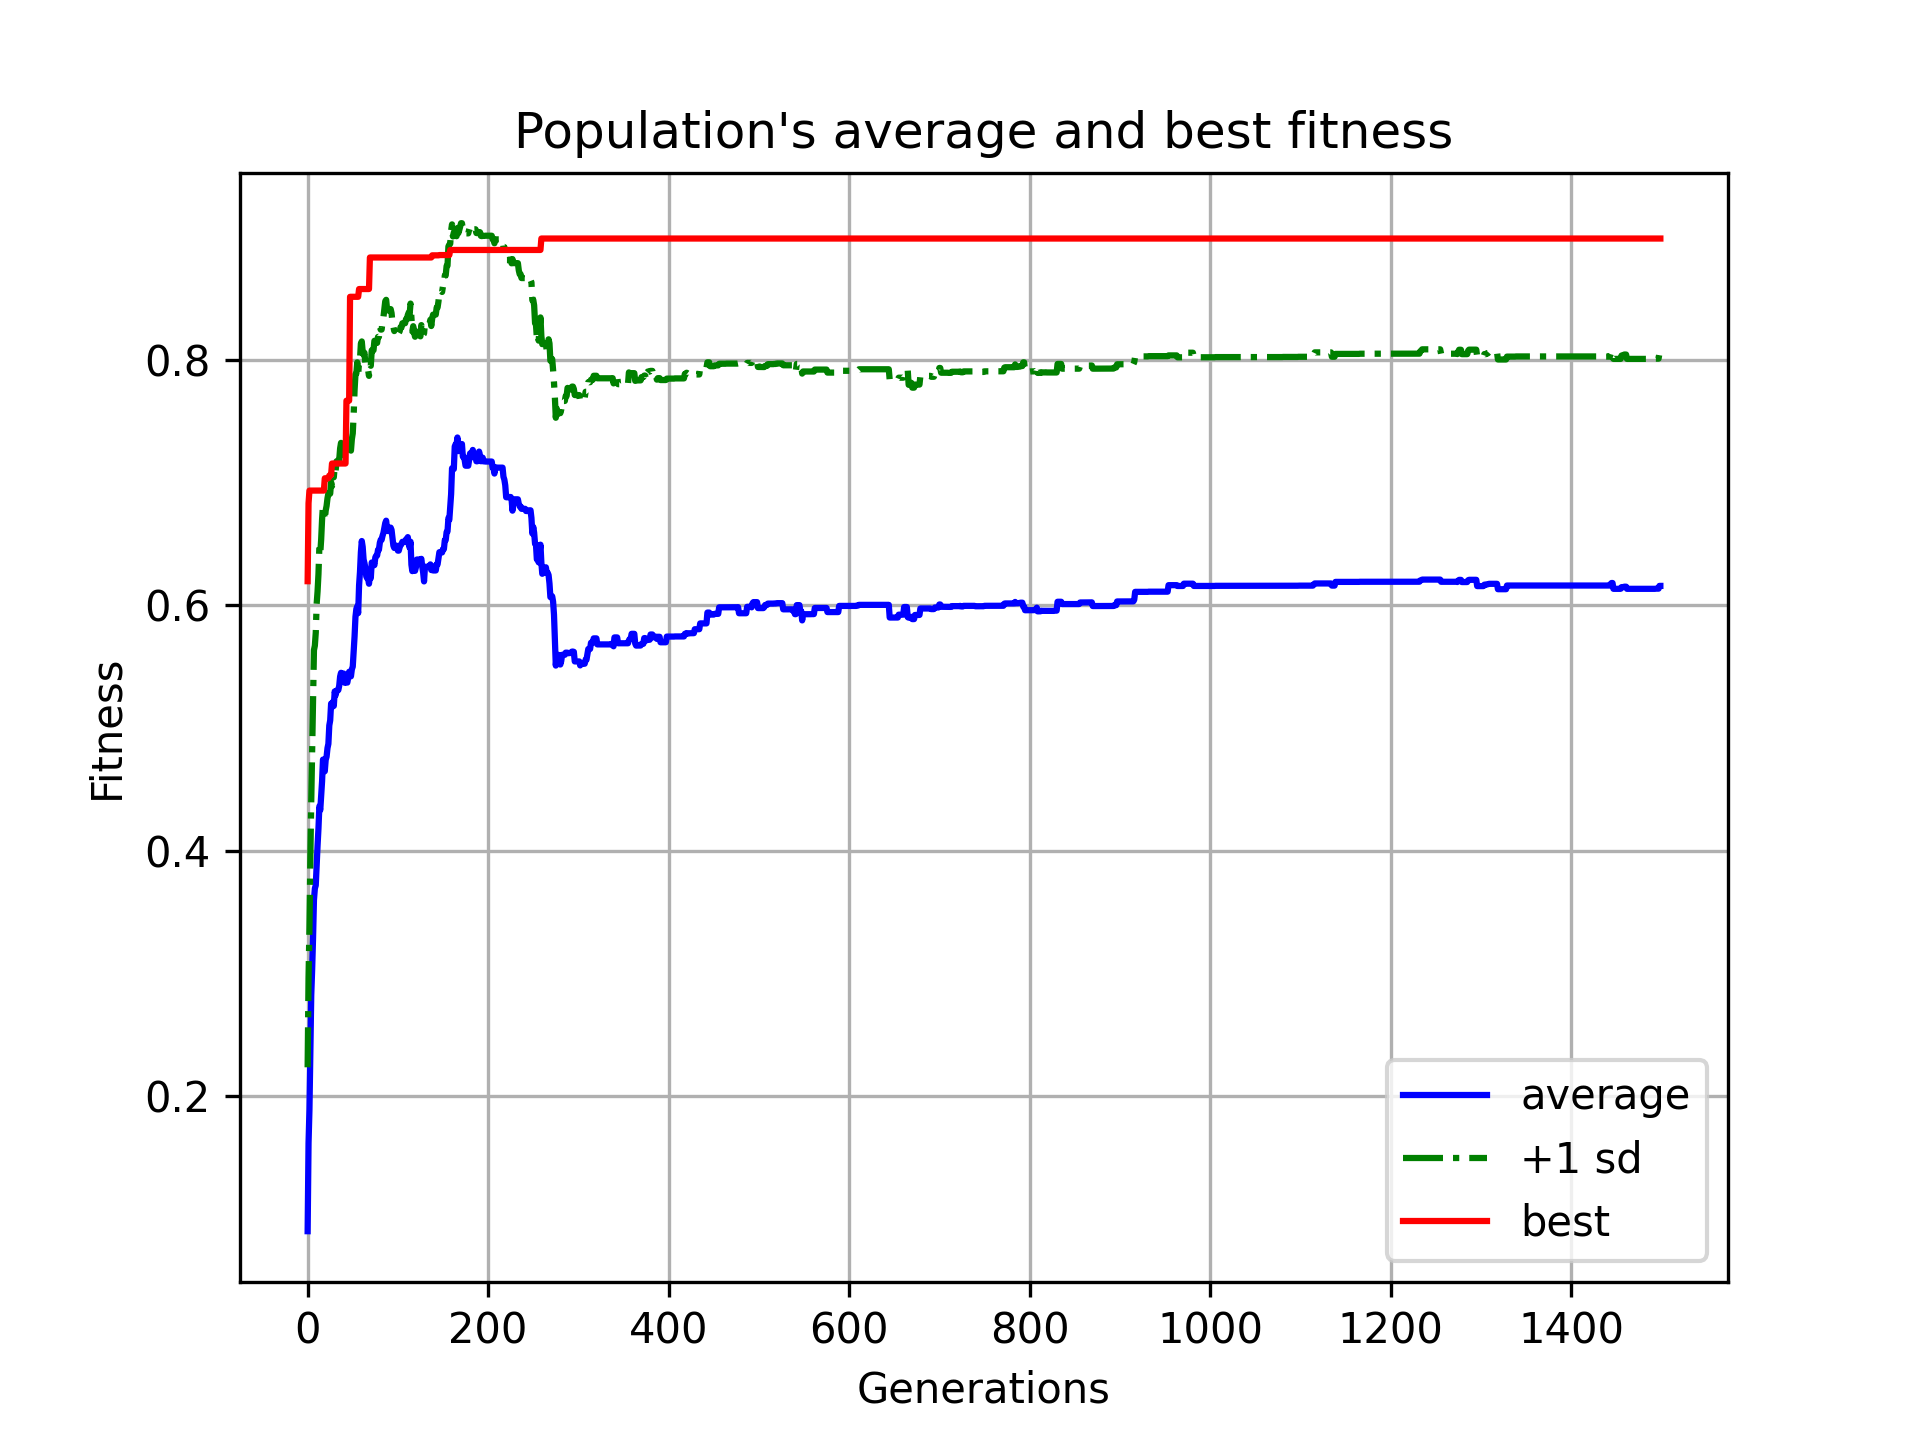 Population's average and best fitness
Fitness
0.8
0.6
0.4
0.2
0 200 400 600 800 1000 1200 1400
Generations
average
+1 sd
best